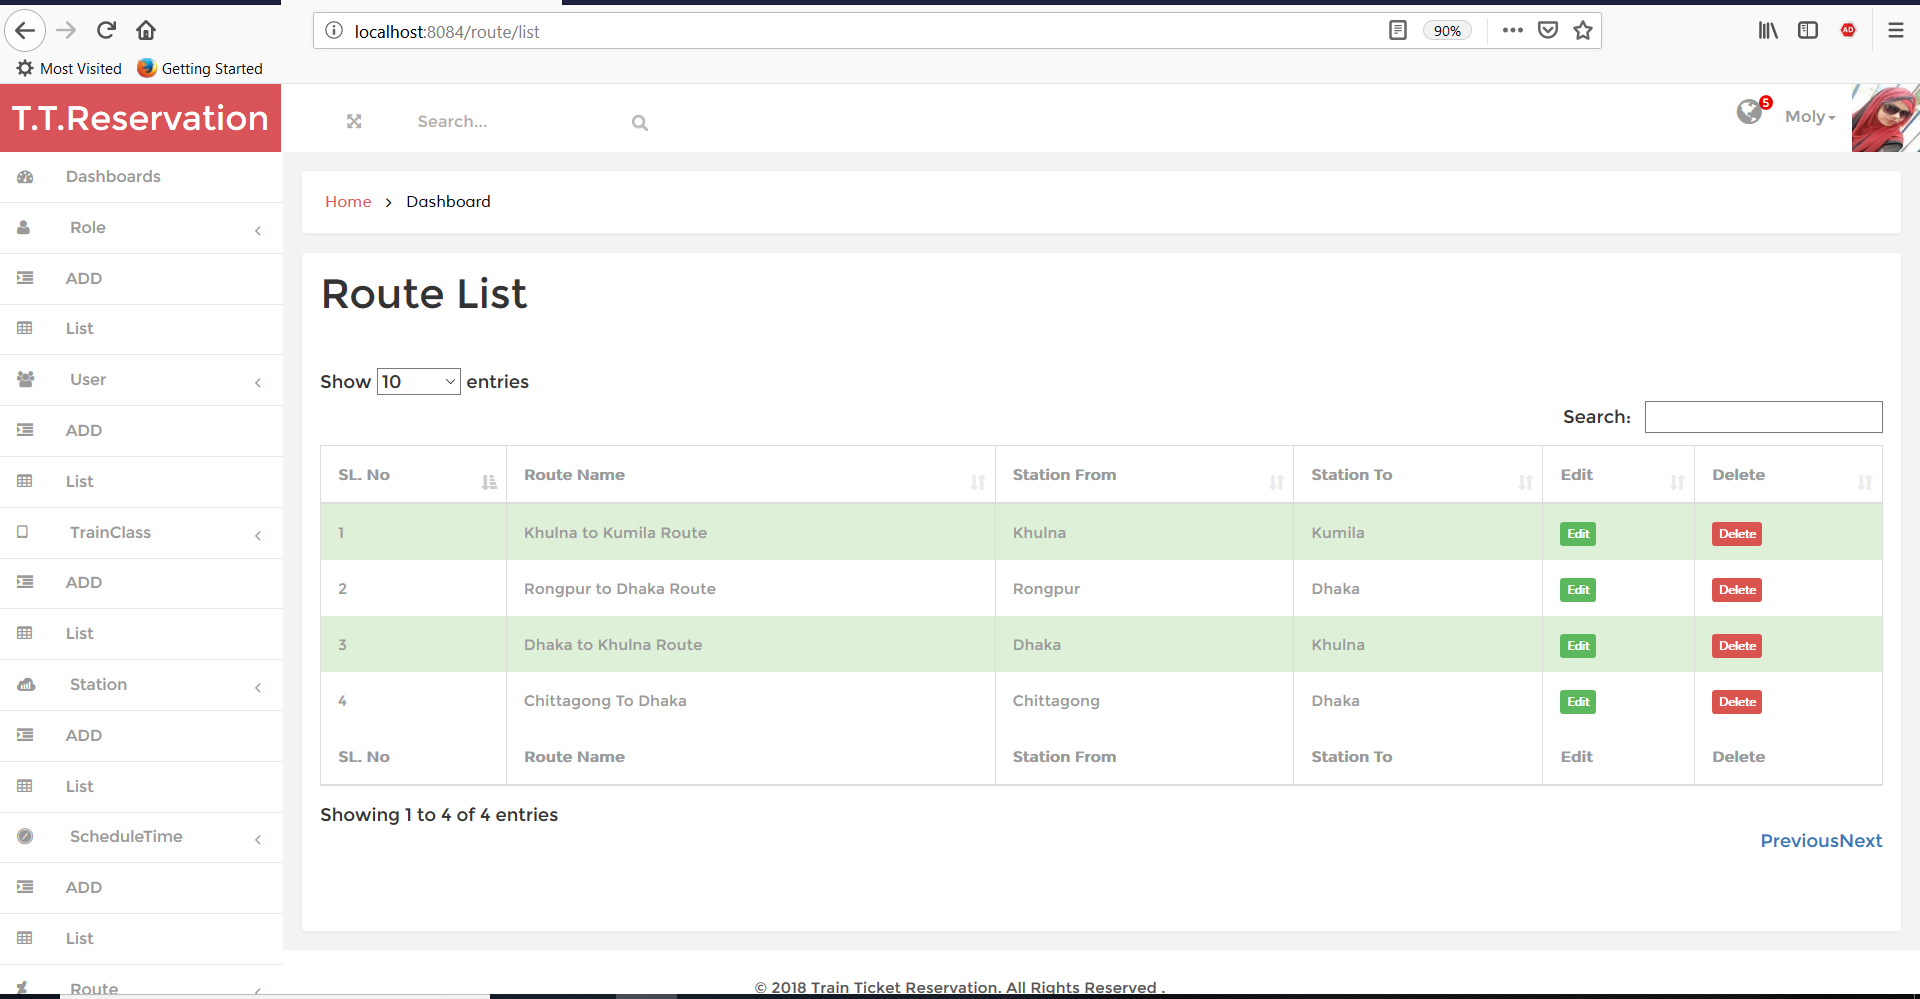 localhost:8084/route/list
90%
Most Visited
Getting Started
T.T.Reservation
Search...
5
Moly
Dashboards
Role
ADD
List
User
ADD
List
TrainClass
ADD
List
Station
ADD
List
ScheduleTime
ADD
List
Route
Home > Dashboard
Route List
Show 10 entries
Search:
SL. No Route Name Station From Station To Edit Delete
1 Khulna to Kumila Route Khulna Kumila Edit Delete
2 Rongpur to Dhaka Route Rongpur Dhaka Edit Delete
3 Dhaka to Khulna Route Dhaka Khulna Edit Delete
4 Chittagong To Dhaka Chittagong Dhaka Edit Delete
SL. No Route Name Station From Station To Edit Delete
Showing 1 to 4 of 4 entries
PreviousNext
© 2018 Train Ticket Reservation. All Rights Reserved .